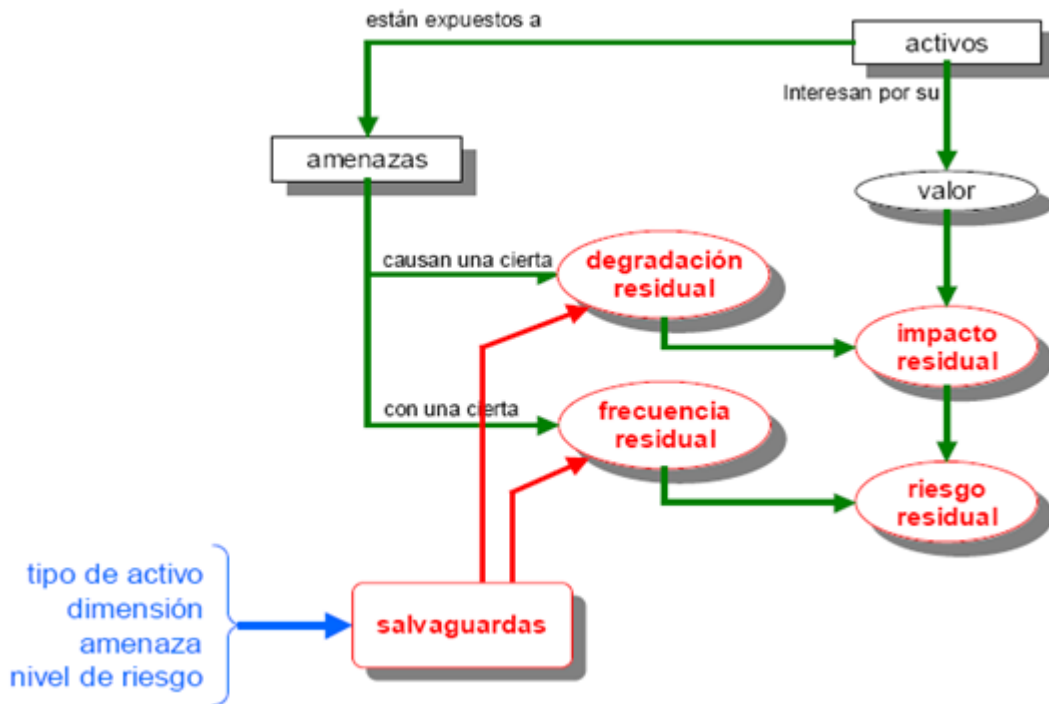 están expuestos a
activos
Interesan por su
amenazas
valor
causan una cierta
degradación
residual
impacto
residual
con una cierta
frecuencia
residual
riesgo
residual
tipo de activo
dimensión
amenaza
nivel de riesgo
salvaguardas